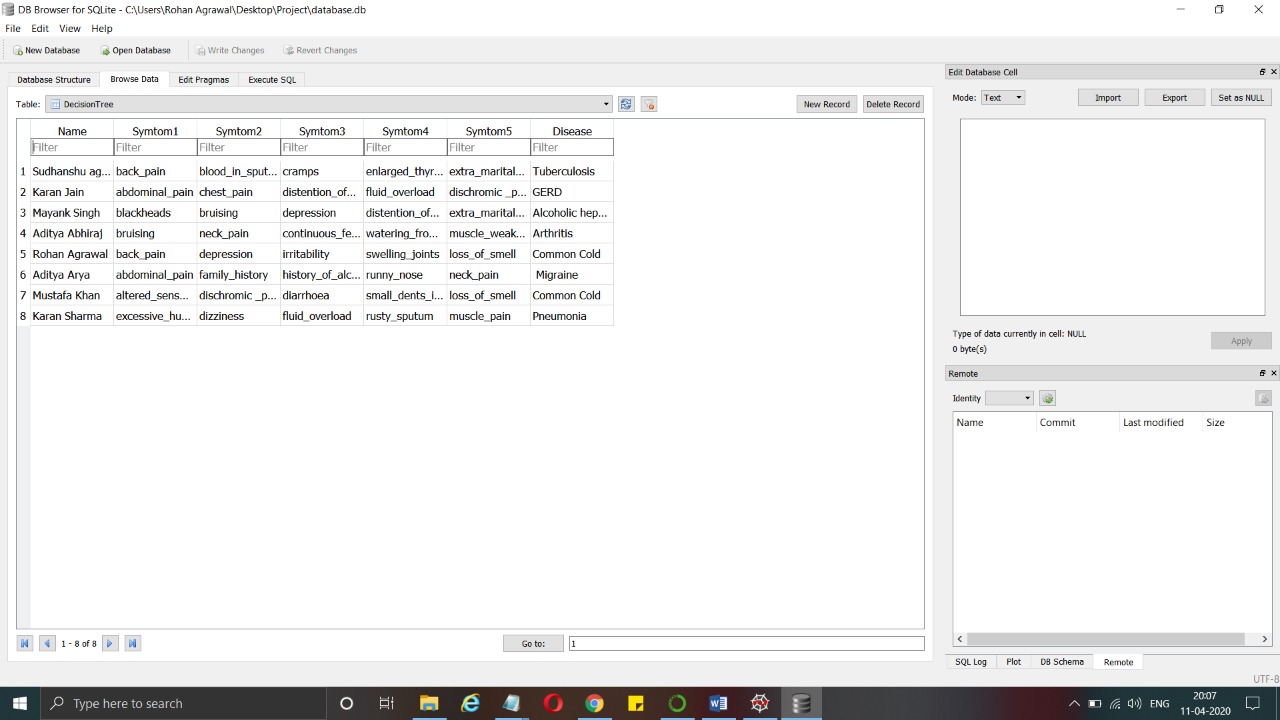 DB Browser for SQLite - C:\Users\Rohan Agrawal\Desktop\Project\database.db
File Edit View Help
New Database Open Database Write Changes Revert Changes
Database Structure Browse Data Edit Pragmas Execute SQL
Table: DecisionTree New Record Delete Record
Name Symtom1 Symtom2 Symtom3 Symtom4 Symtom5 Disease
Filter Filter Filter Filter Filter Filter Filter
1 Sudhanshu ag... back_pain blood_in_sput... cramps enlarged_thyr... extra_marital... Tuberculosis
2 Karan Jain abdominal_pain chest_pain distention_of... fluid_overload dischromic _p... GERD
3 Mayank Singh blackheads bruising depression distention_of... extra_marital... Alcoholic hep...
4 Aditya Abhiraj bruising neck_pain continuous_fe... watering_fro... muscle_weak... Arthritis
5 Rohan Agrawal back_pain depression irritability swelling_joints loss_of_smell Common Cold
6 Aditya Arya abdominal_pain family_history history_of_alc... runny_nose neck_pain Migraine
7 Mustafa Khan altered_sens... dischromic _p... diarrhoea small_dents_i... loss_of_smell Common Cold
8 Karan Sharma excessive_hu... dizziness fluid_overload rusty_sputum muscle_pain Pneumonia
1 - 8 of 8 Go to: 1
Edit Database Cell
Mode: Text Import Export Set as NULL
Type of data currently in cell: NULL
0 byte(s)
Apply
Remote
Identity
Name Commit Last modified Size
SQL Log Plot DB Schema Remote
UTF-8
Type here to search
ENG
20:07
11-04-2020